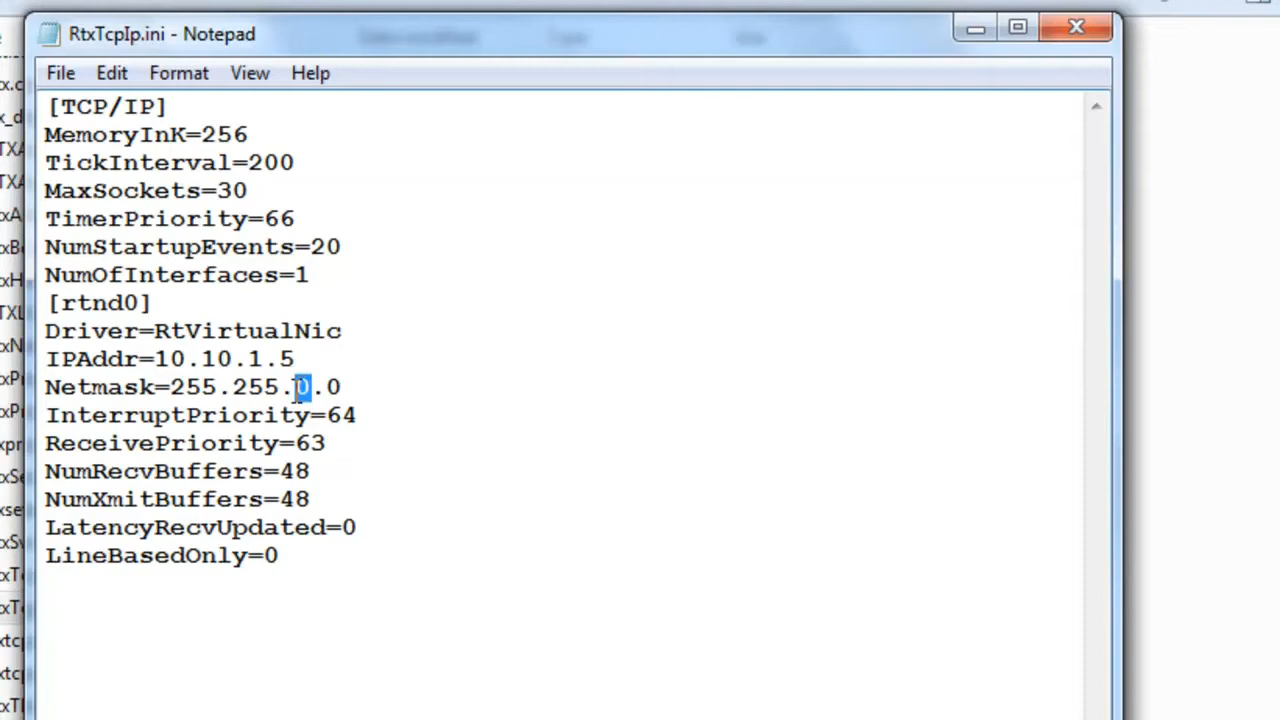 RtxTcpIp.ini - Notepad
File Edit Format View Help
[TCP/IP]
MemoryInK=256
TickInterval=200
MaxSockets=30
TimerPriority=66
NumStartupEvents=20
NumOfInterfaces=1
[rtnd0]
Driver=RtVirtualNic
IPAddr=10.10.1.5
Netmask=255.255.0.0
InterruptPriority=64
ReceivePriority=63
NumRecvBuffers=48
NumXmitBuffers=48
LatencyRecvUpdated=0
LineBasedOnly=0